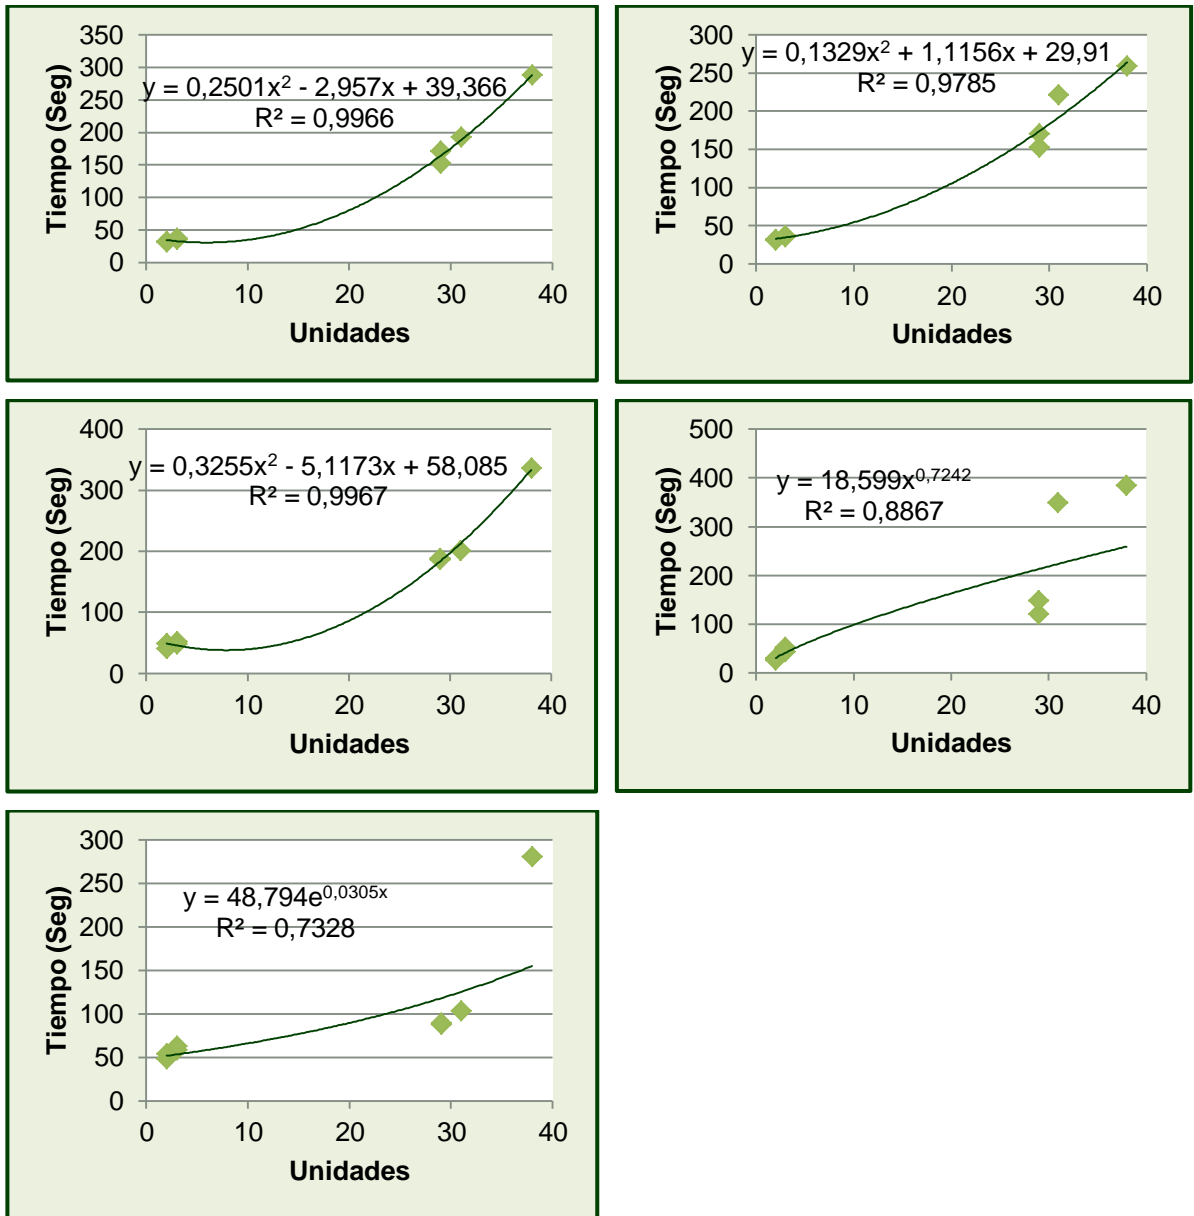 350
300
250
200
150
100
50
0
y = 0,2501x² - 2,957x + 39,366
R² = 0,9966
Tiempo (Seg)
0 10 20 30 40
Unidades
300
250
200
150
100
50
0
y = 0,1329x² + 1,1156x + 29,91
R² = 0,9785
Tiempo (Seg)
0 10 20 30 40
Unidades
400
300
200
100
0
y = 0,3255x² - 5,1173x + 58,085
R² = 0,9967
Tiempo (Seg)
0 10 20 30 40
Unidades
500
400
300
200
100
0
y = 18,599x^0,7242
R² = 0,8867
Tiempo (Seg)
0 10 20 30 40
Unidades
300
250
200
150
100
50
0
y = 48,794e^0,0305x
R² = 0,7328
Tiempo (Seg)
0 10 20 30 40
Unidades